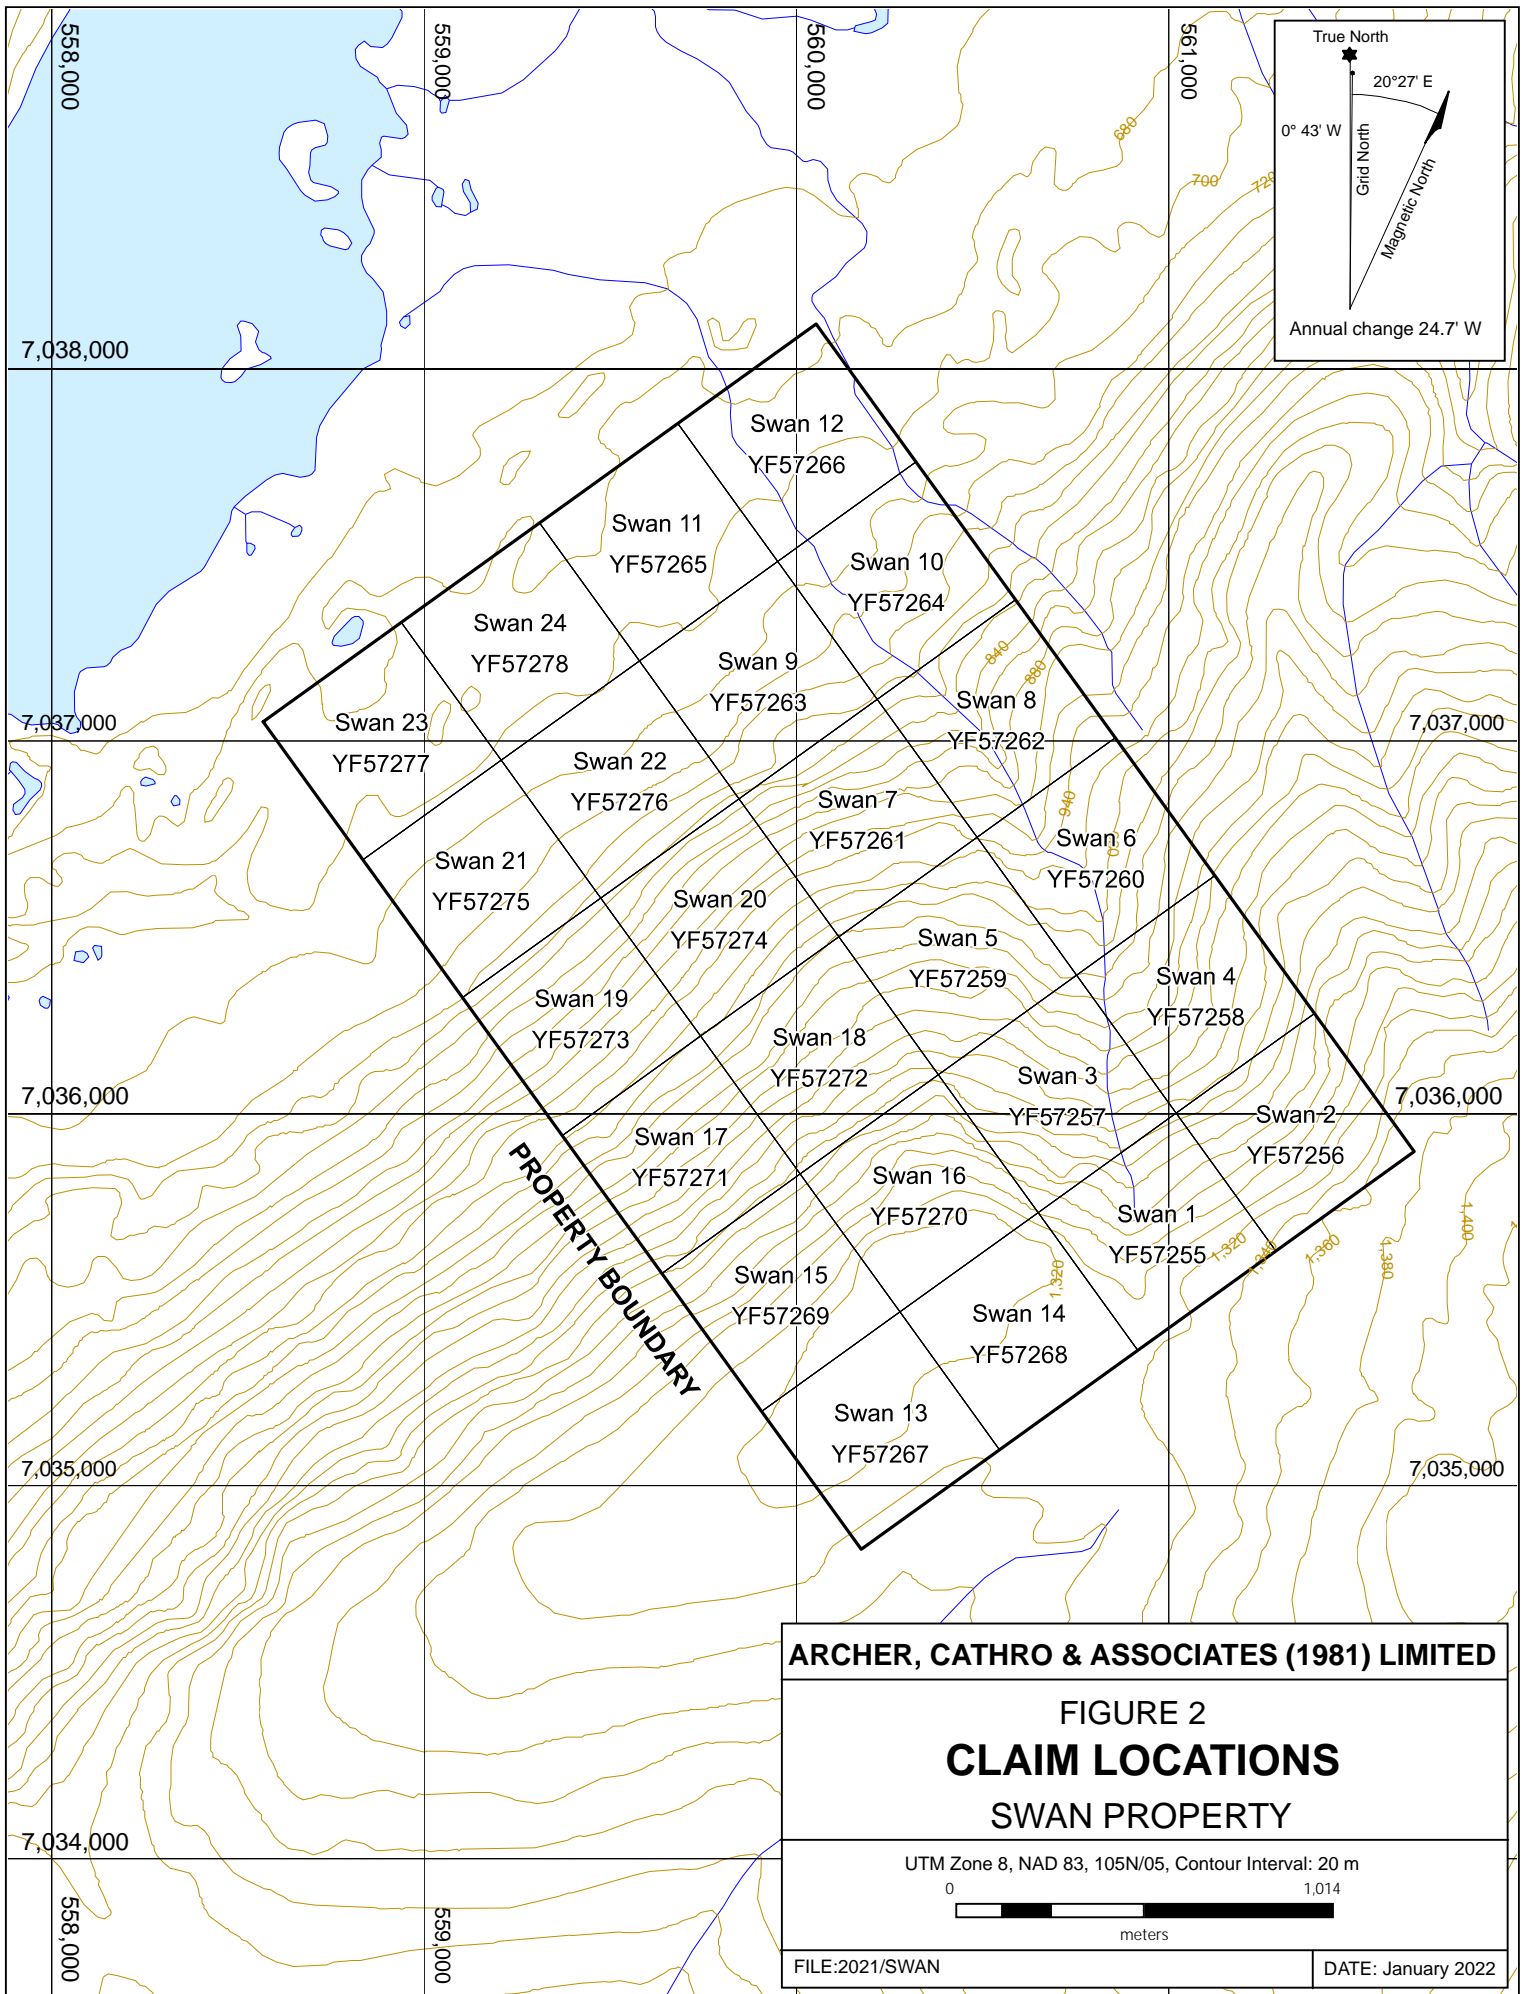 558,000
559,000
560,000
561,000
True North
20°27' E
0° 43' W
Grid North
Magnetic North
Annual change 24.7' W
680
700
720
7,038,000
Swan 12
YF57266
Swan 11
YF57265
Swan 10
YF57264
Swan 24
YF57278
Swan 9
YF57263
840
880
Swan 8
YF57262
7,037,000
7,037,000
Swan 23
YF57277
Swan 22
YF57276
Swan 7
YF57261
940
Swan 6
YF57260
Swan 21
YF57275
Swan 20
YF57274
Swan 5
YF57259
Swan 4
YF57258
Swan 19
YF57273
Swan 18
YF57272
Swan 3
YF57257
7,036,000
7,036,000
Swan 2
YF57256
Swan 17
YF57271
Swan 16
YF57270
Swan 1
YF57255
1,320
1,340
1,360
1,380
1,400
1,320
PROPERTY BOUNDARY
Swan 15
YF57269
Swan 14
YF57268
Swan 13
YF57267
7,035,000
7,035,000
7,034,000
558,000
559,000
ARCHER, CATHRO & ASSOCIATES (1981) LIMITED
FIGURE 2
CLAIM LOCATIONS
SWAN PROPERTY
UTM Zone 8, NAD 83, 105N/05, Contour Interval: 20 m
0 1,014
meters
FILE:2021/SWAN
DATE: January 2022